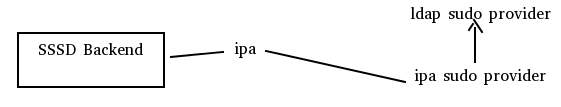 ldap sudo provider
SSSD Backend
ipa
ipa sudo provider